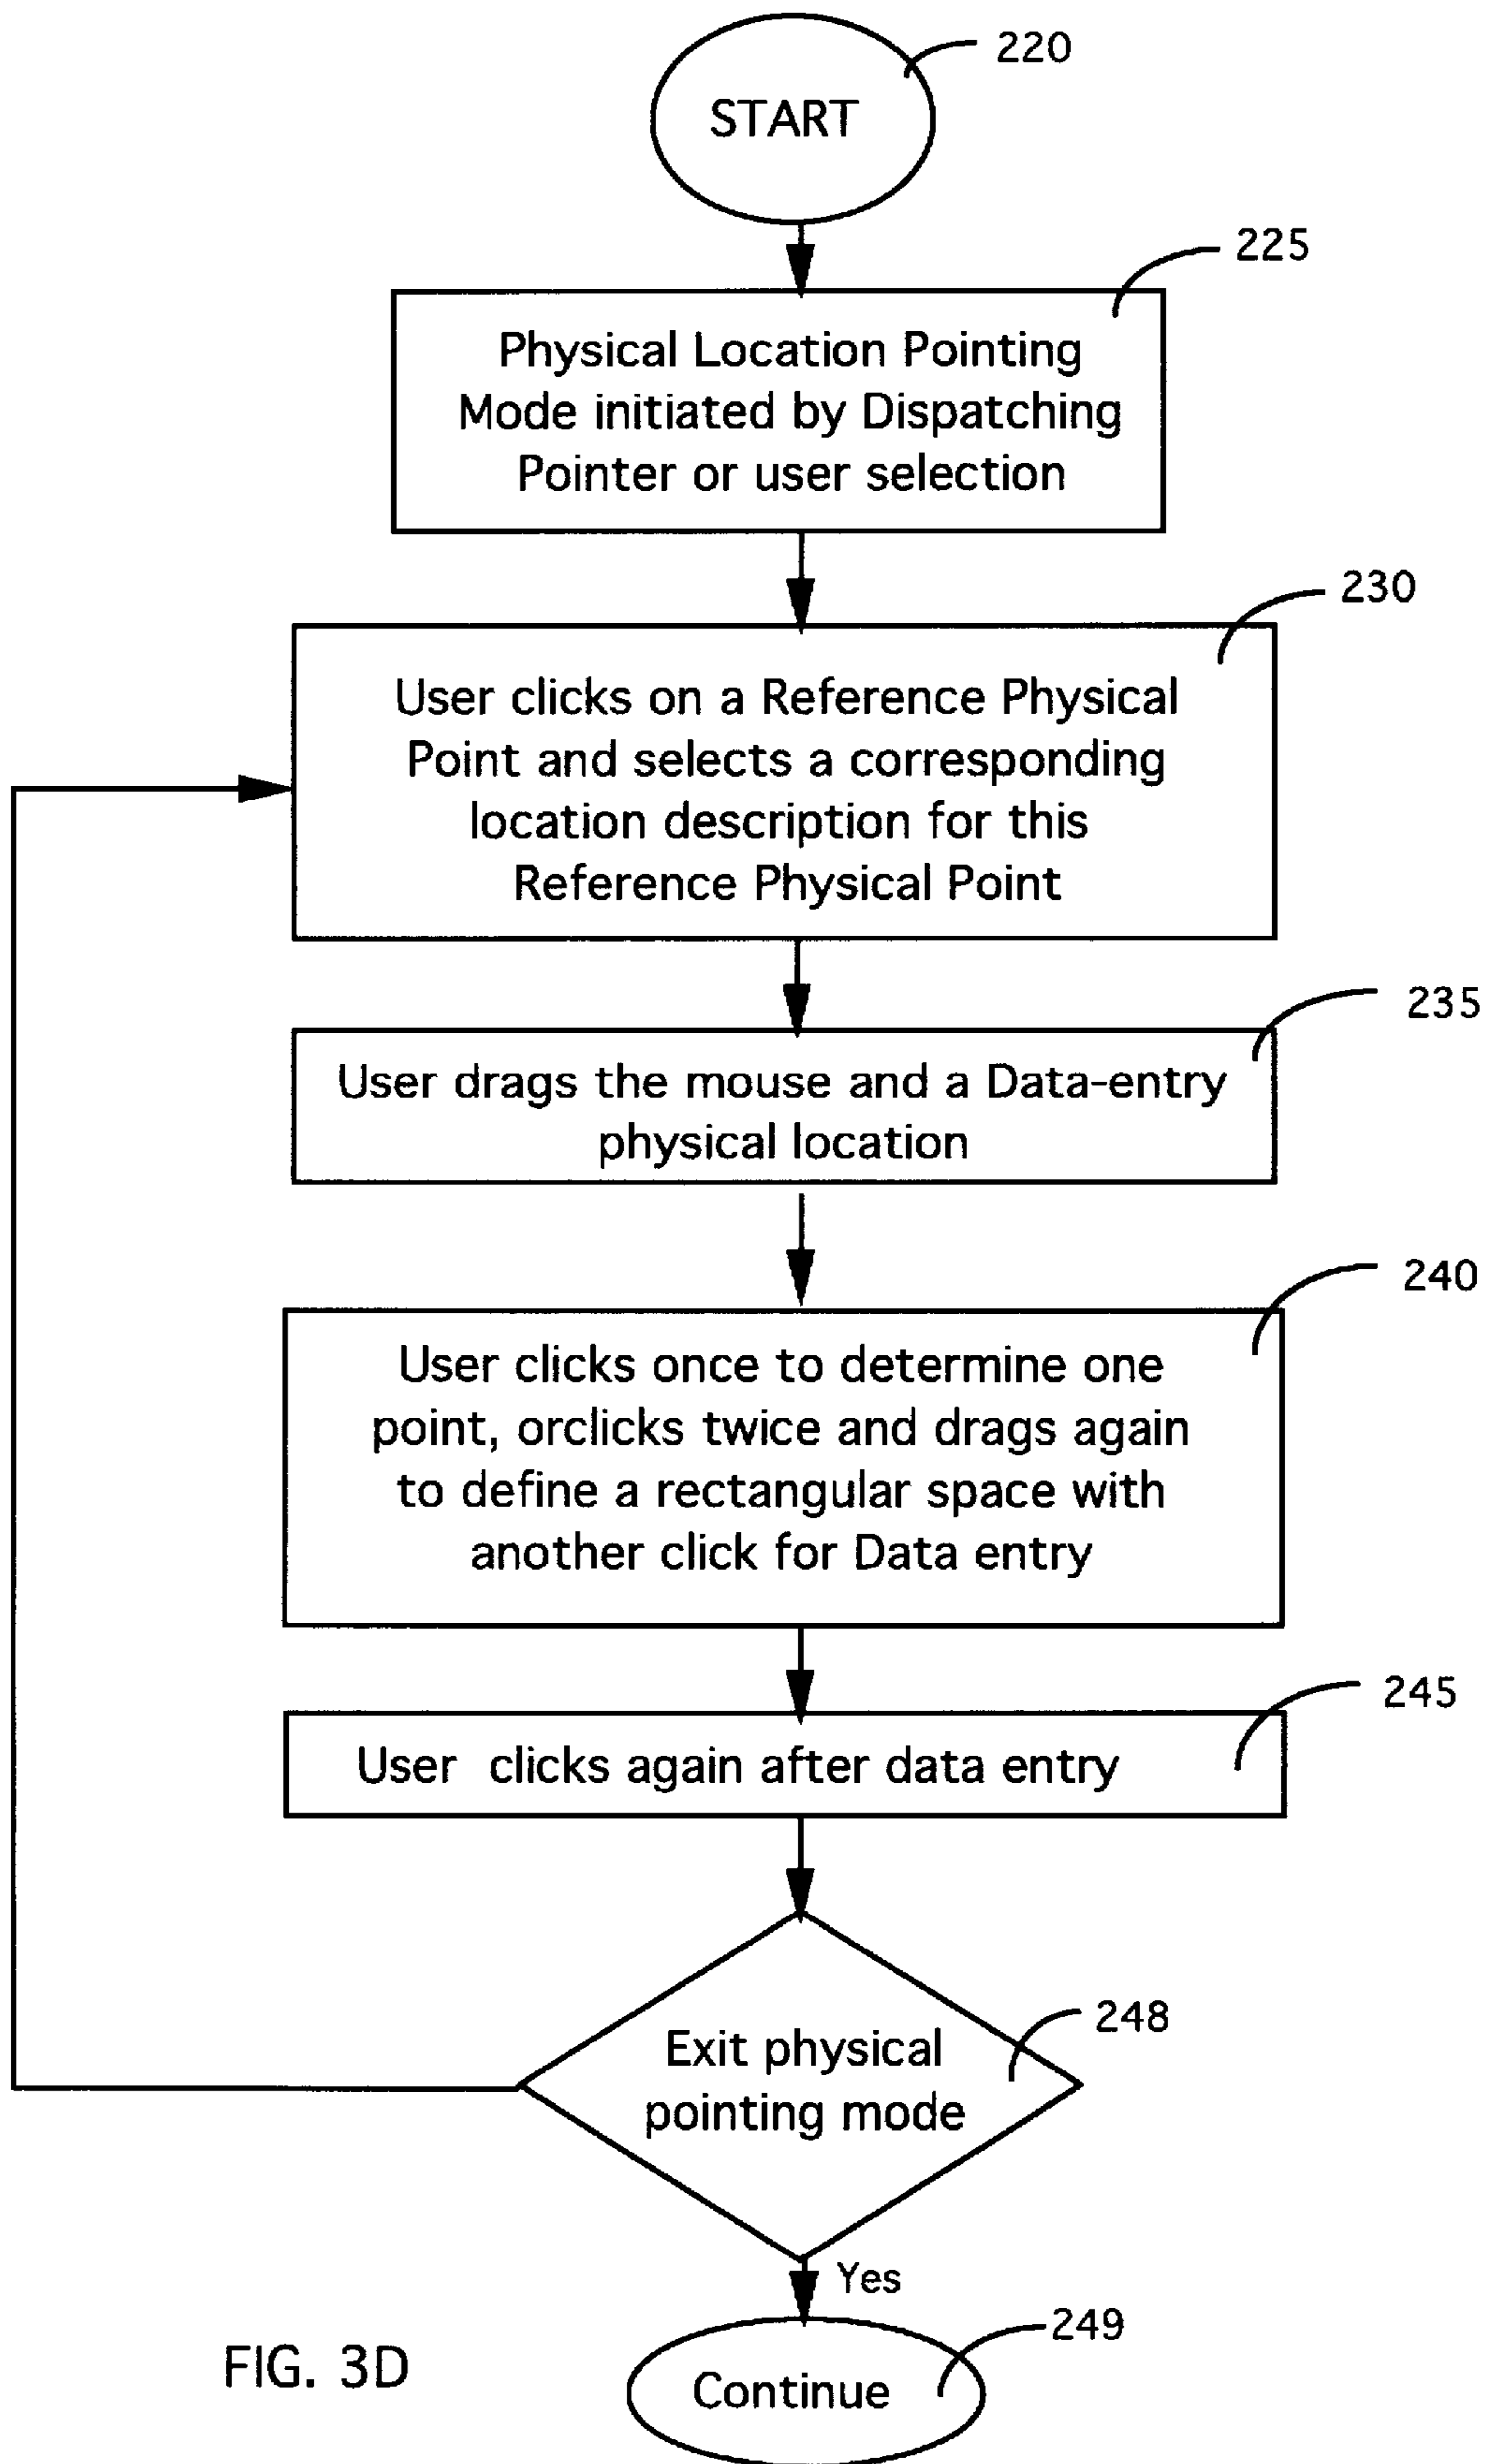 220
START
225
Physical Location Pointing
Mode initiated by Dispatching
Pointer or user selection
230
User clicks on a Reference Physical
Point and selects a corresponding
location description for this
Reference Physical Point
235
User drags the mouse and a Data-entry
physical location
240
User clicks once to determine one
point, orclicks twice and drags again
to define a rectangular space with
another click for Data entry
245
User clicks again after data entry
248
Exit physical
pointing mode
Yes
249
Continue
FIG. 3D